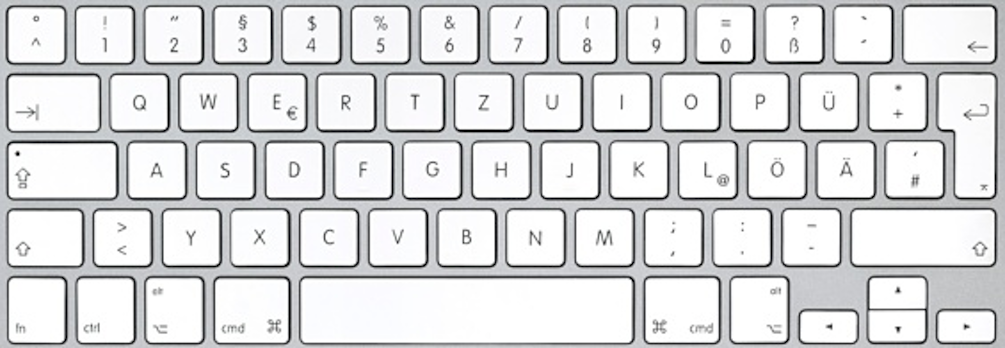 ° ! " § $ % & / ( ) = ? `
^ 1 2 3 4 5 6 7 8 9 0 ß ´ ←
→| Q W E € R T Z U I O P Ü * +
A S D F G H J K L @ Ö Ä ' #
> < Y X C V B N M ; , : . _ -
alt alt
fn ctrl ⌥ cmd ⌘ ⌘ cmd ⌥